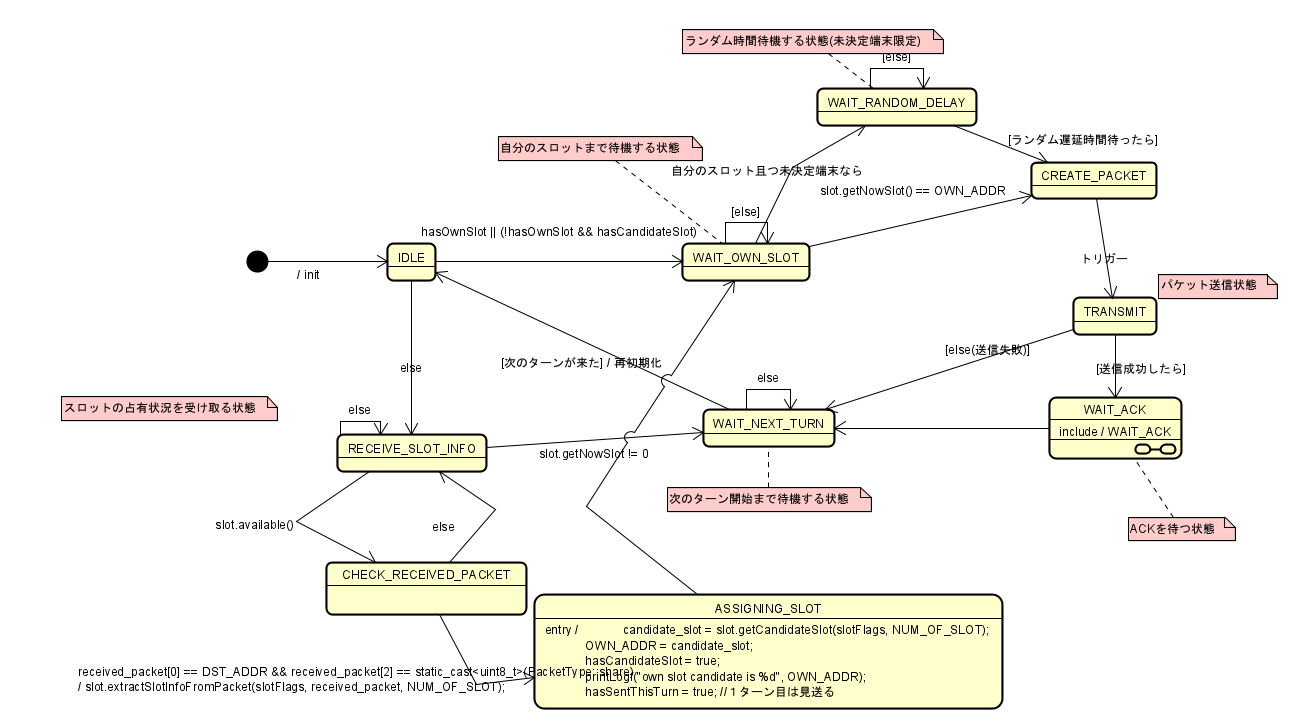 ランダム時間待機する状態(未決定端末限定)
[else]
WAIT_RANDOM_DELAY
自分のスロットまで待機する状態
[ランダム遅延時間待ったら]
自分のスロット且つ未決定端末なら
CREATE_PACKET
slot.getNowSlot() == OWN_ADDR
[else]
hasOwnSlot || (!hasOwnSlot && hasCandidateSlot)
IDLE
WAIT_OWN_SLOT
/ init
トリガー
パケット送信状態
TRANSMIT
[else(送信失敗)]
[次のターンが来た] / 再初期化
else
[送信成功したら]
else
スロットの占有状況を受け取る状態
else
WAIT_NEXT_TURN
WAIT_ACK
include / WAIT_ACK
RECEIVE_SLOT_INFO
slot.getNowSlot != 0
次のターン開始まで待機する状態
slot.available()
else
ACKを待つ状態
CHECK_RECEIVED_PACKET
ASSIGNING_SLOT
entry / candidate_slot = slot.getCandidateSlot(slotFlags, NUM_OF_SLOT);
OWN_ADDR = candidate_slot;
hasCandidateSlot = true;
printLogf("own slot candidate is %d", OWN_ADDR);
hasSentThisTurn = true; //１ターン目は見送る
received_packet[0] == DST_ADDR && received_packet[2] == static_cast<uint8_t>(PacketType::share)
/ slot.extractSlotInfoFromPacket(slotFlags, received_packet, NUM_OF_SLOT);